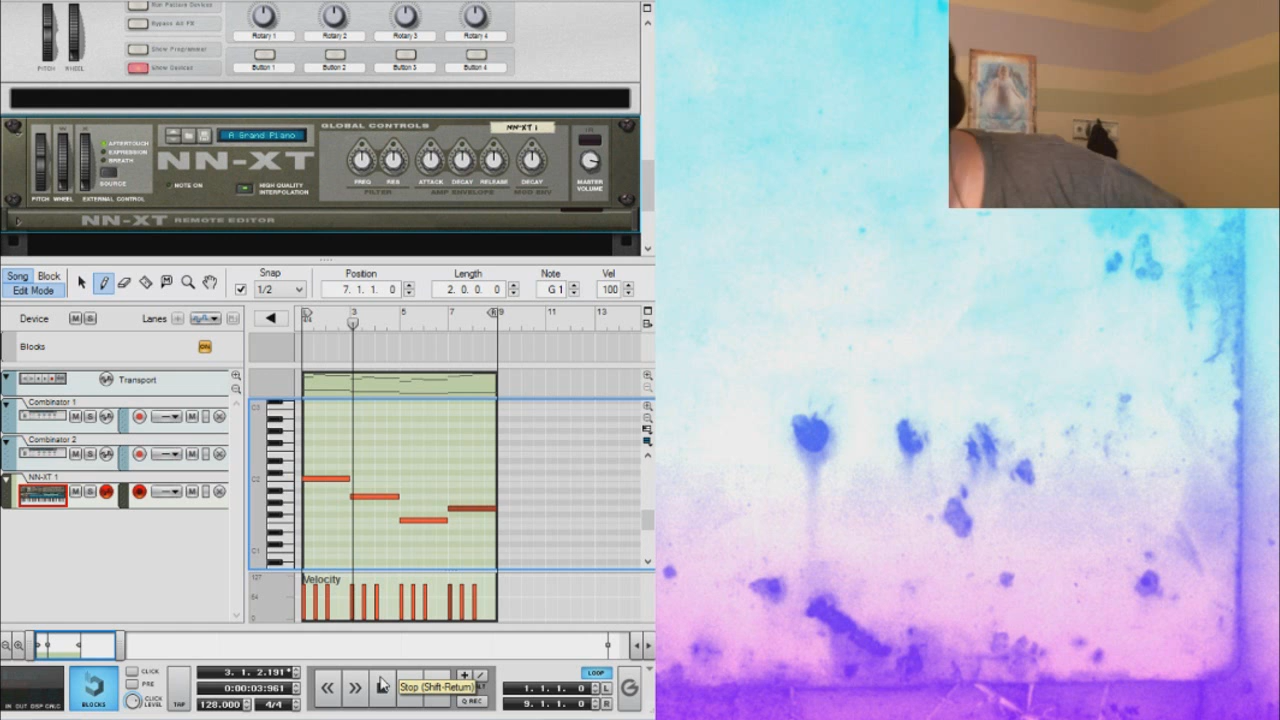 Run Pattern Devices
Bypass All FX
Show Programmer
Show Devices
PITCH WHEEL
Rotary 1 Rotary 2 Rotary 3 Rotary 4
Button 1 Button 2 Button 3 Button 4
GLOBAL CONTROLS
NN-XT 1
A Grand Piano
NN-XT
AFTERTOUCH
EXPRESSION
BREATH
SOURCE
NOTE ON
HIGH QUALITY
INTERPOLATION
FREQ RES ATTACK DECAY RELEASE DECAY
FILTER AMP ENVELOPE MOD ENV
MASTER
VOLUME
PITCH WHEEL EXTERNAL CONTROL
NN-XT REMOTE EDITOR
Song Block
Edit Mode
Snap Position Length Note Vel
1/2 7. 1. 1. 0 2. 0. 0. 0 G 1 100
Device M S Lanes
3 5 7 9 11 13
Blocks ON
Transport
Combinator 1
M S
Combinator 2
M S
NN-XT 1
M S
C3
C2
C1
Velocity
127
64
0
CLICK
PRE
CLICK
LEVEL
TAP
BLOCKS
IN OUT DSP CALC
3. 1. 2.191*
0:00:03:961
128.000 4/4
Stop (Shift-Return)
Q REC
LOOP
1. 1. 1. 0 L
9. 1. 1. 0 R